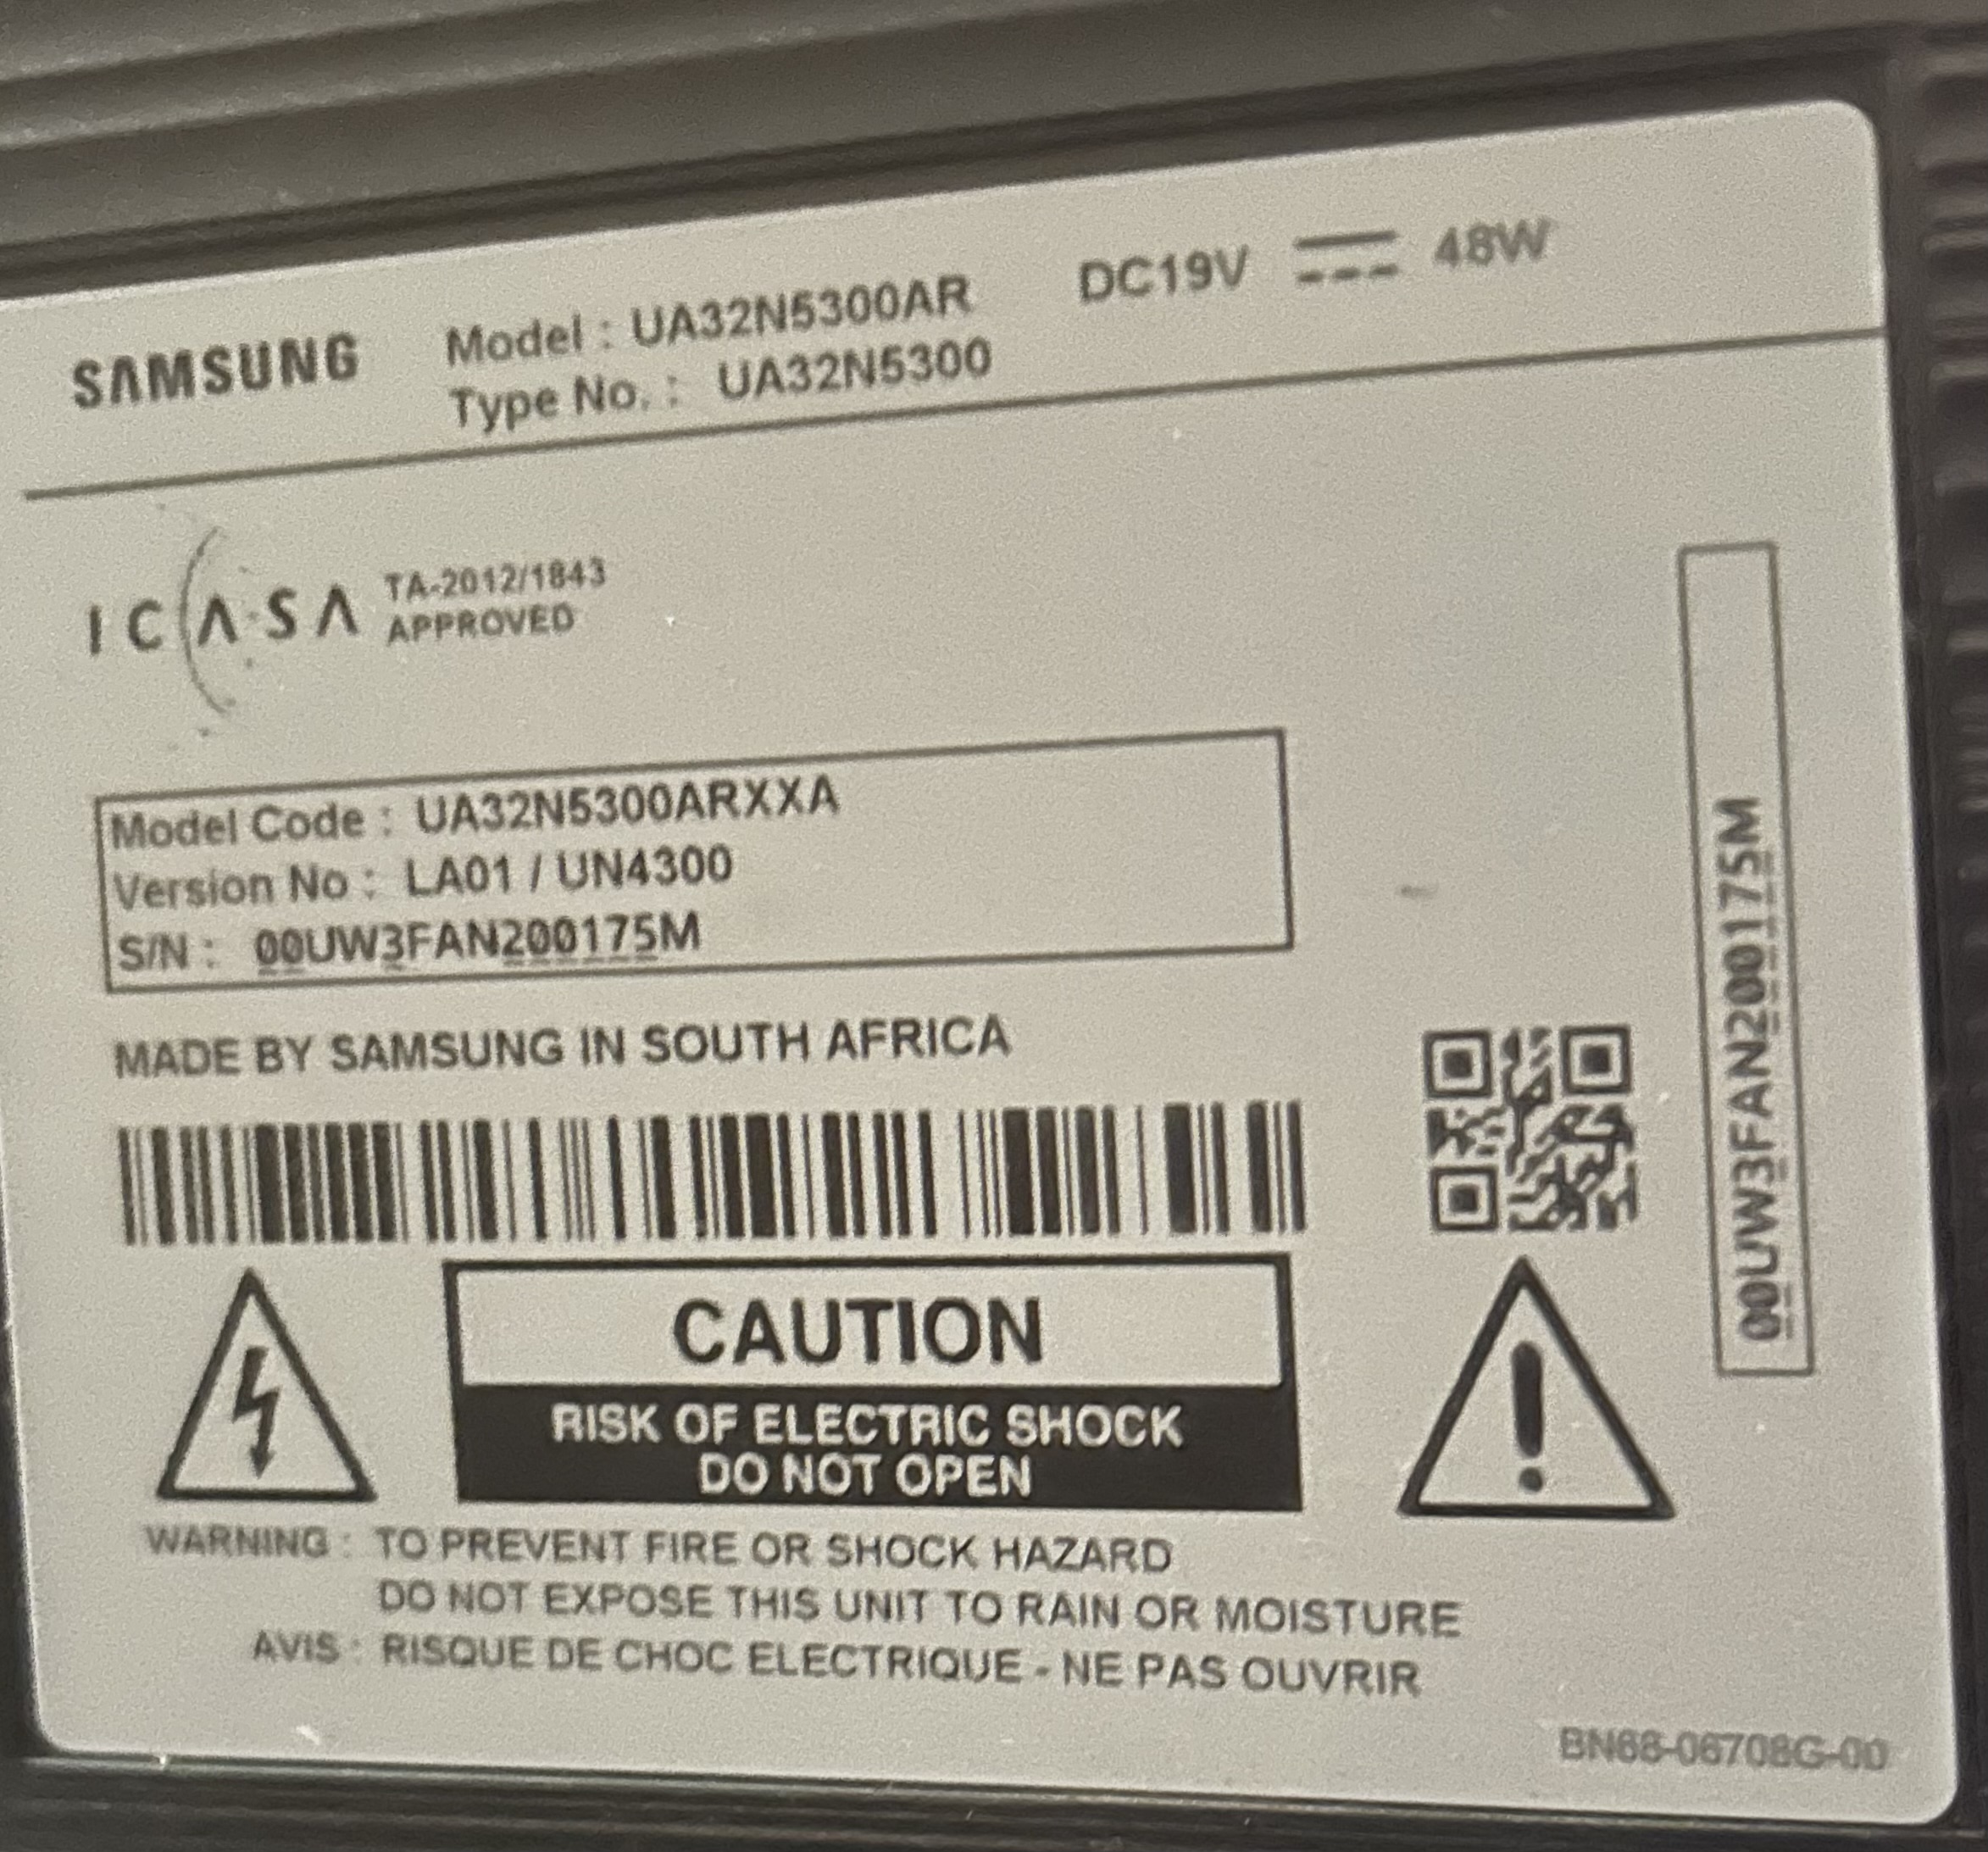 SAMSUNG
Model : UA32N5300AR
Type No. : UA32N5300
DC19V 48W
ICASA
TA-2012/1843
APPROVED
Model Code : UA32N5300ARXXA
Version No : LA01 / UN4300
S/N : 00UW3FAN200175M
MADE BY SAMSUNG IN SOUTH AFRICA
00UW3FAN200175M
CAUTION
RISK OF ELECTRIC SHOCK
DO NOT OPEN
WARNING : TO PREVENT FIRE OR SHOCK HAZARD
DO NOT EXPOSE THIS UNIT TO RAIN OR MOISTURE
AVIS : RISQUE DE CHOC ELECTRIQUE - NE PAS OUVRIR
BN68-06708G-00